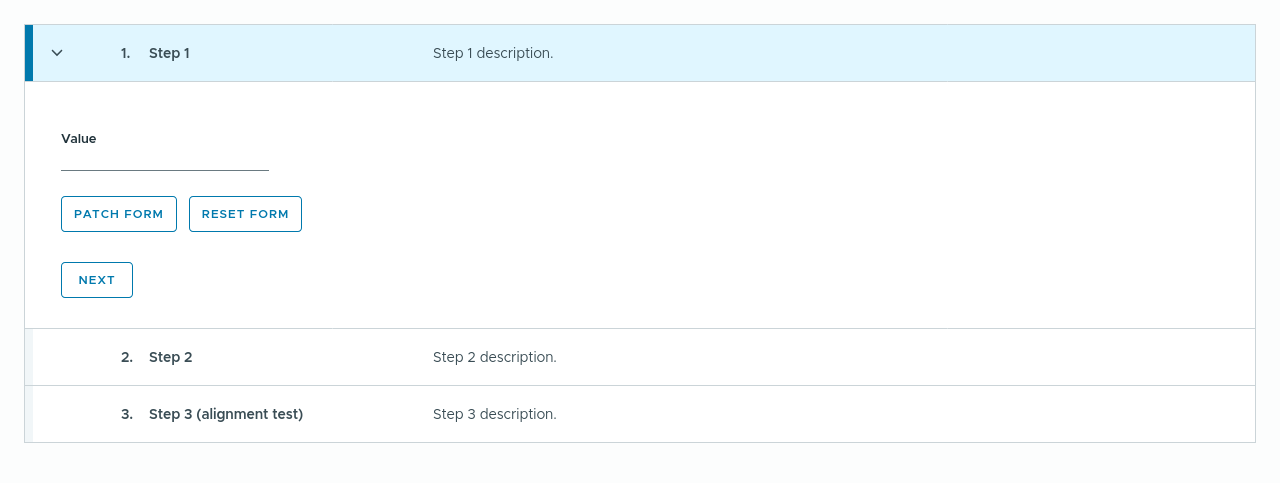 1. Step 1 Step 1 description.
Value
PATCH FORM RESET FORM
NEXT
2. Step 2 Step 2 description.
3. Step 3 (alignment test) Step 3 description.